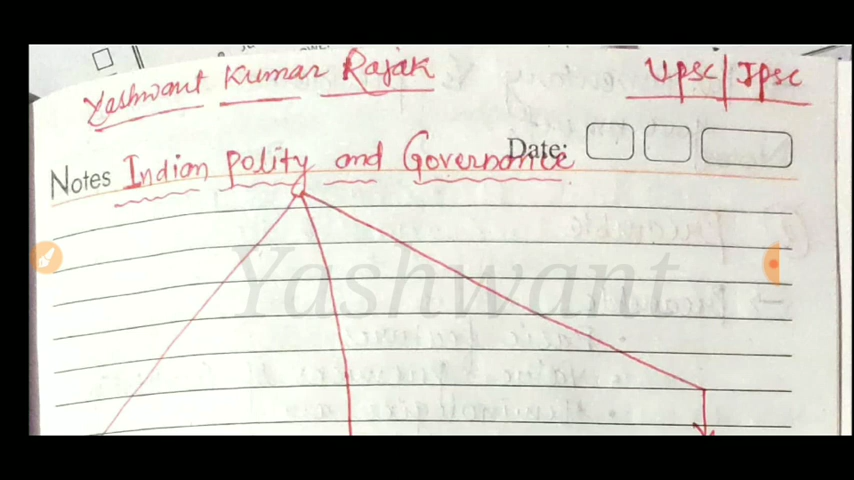 Yashwant Kumar Rajak
Upsc/Jpsc
Notes Indian polity and Governance
Date:
Yashwant